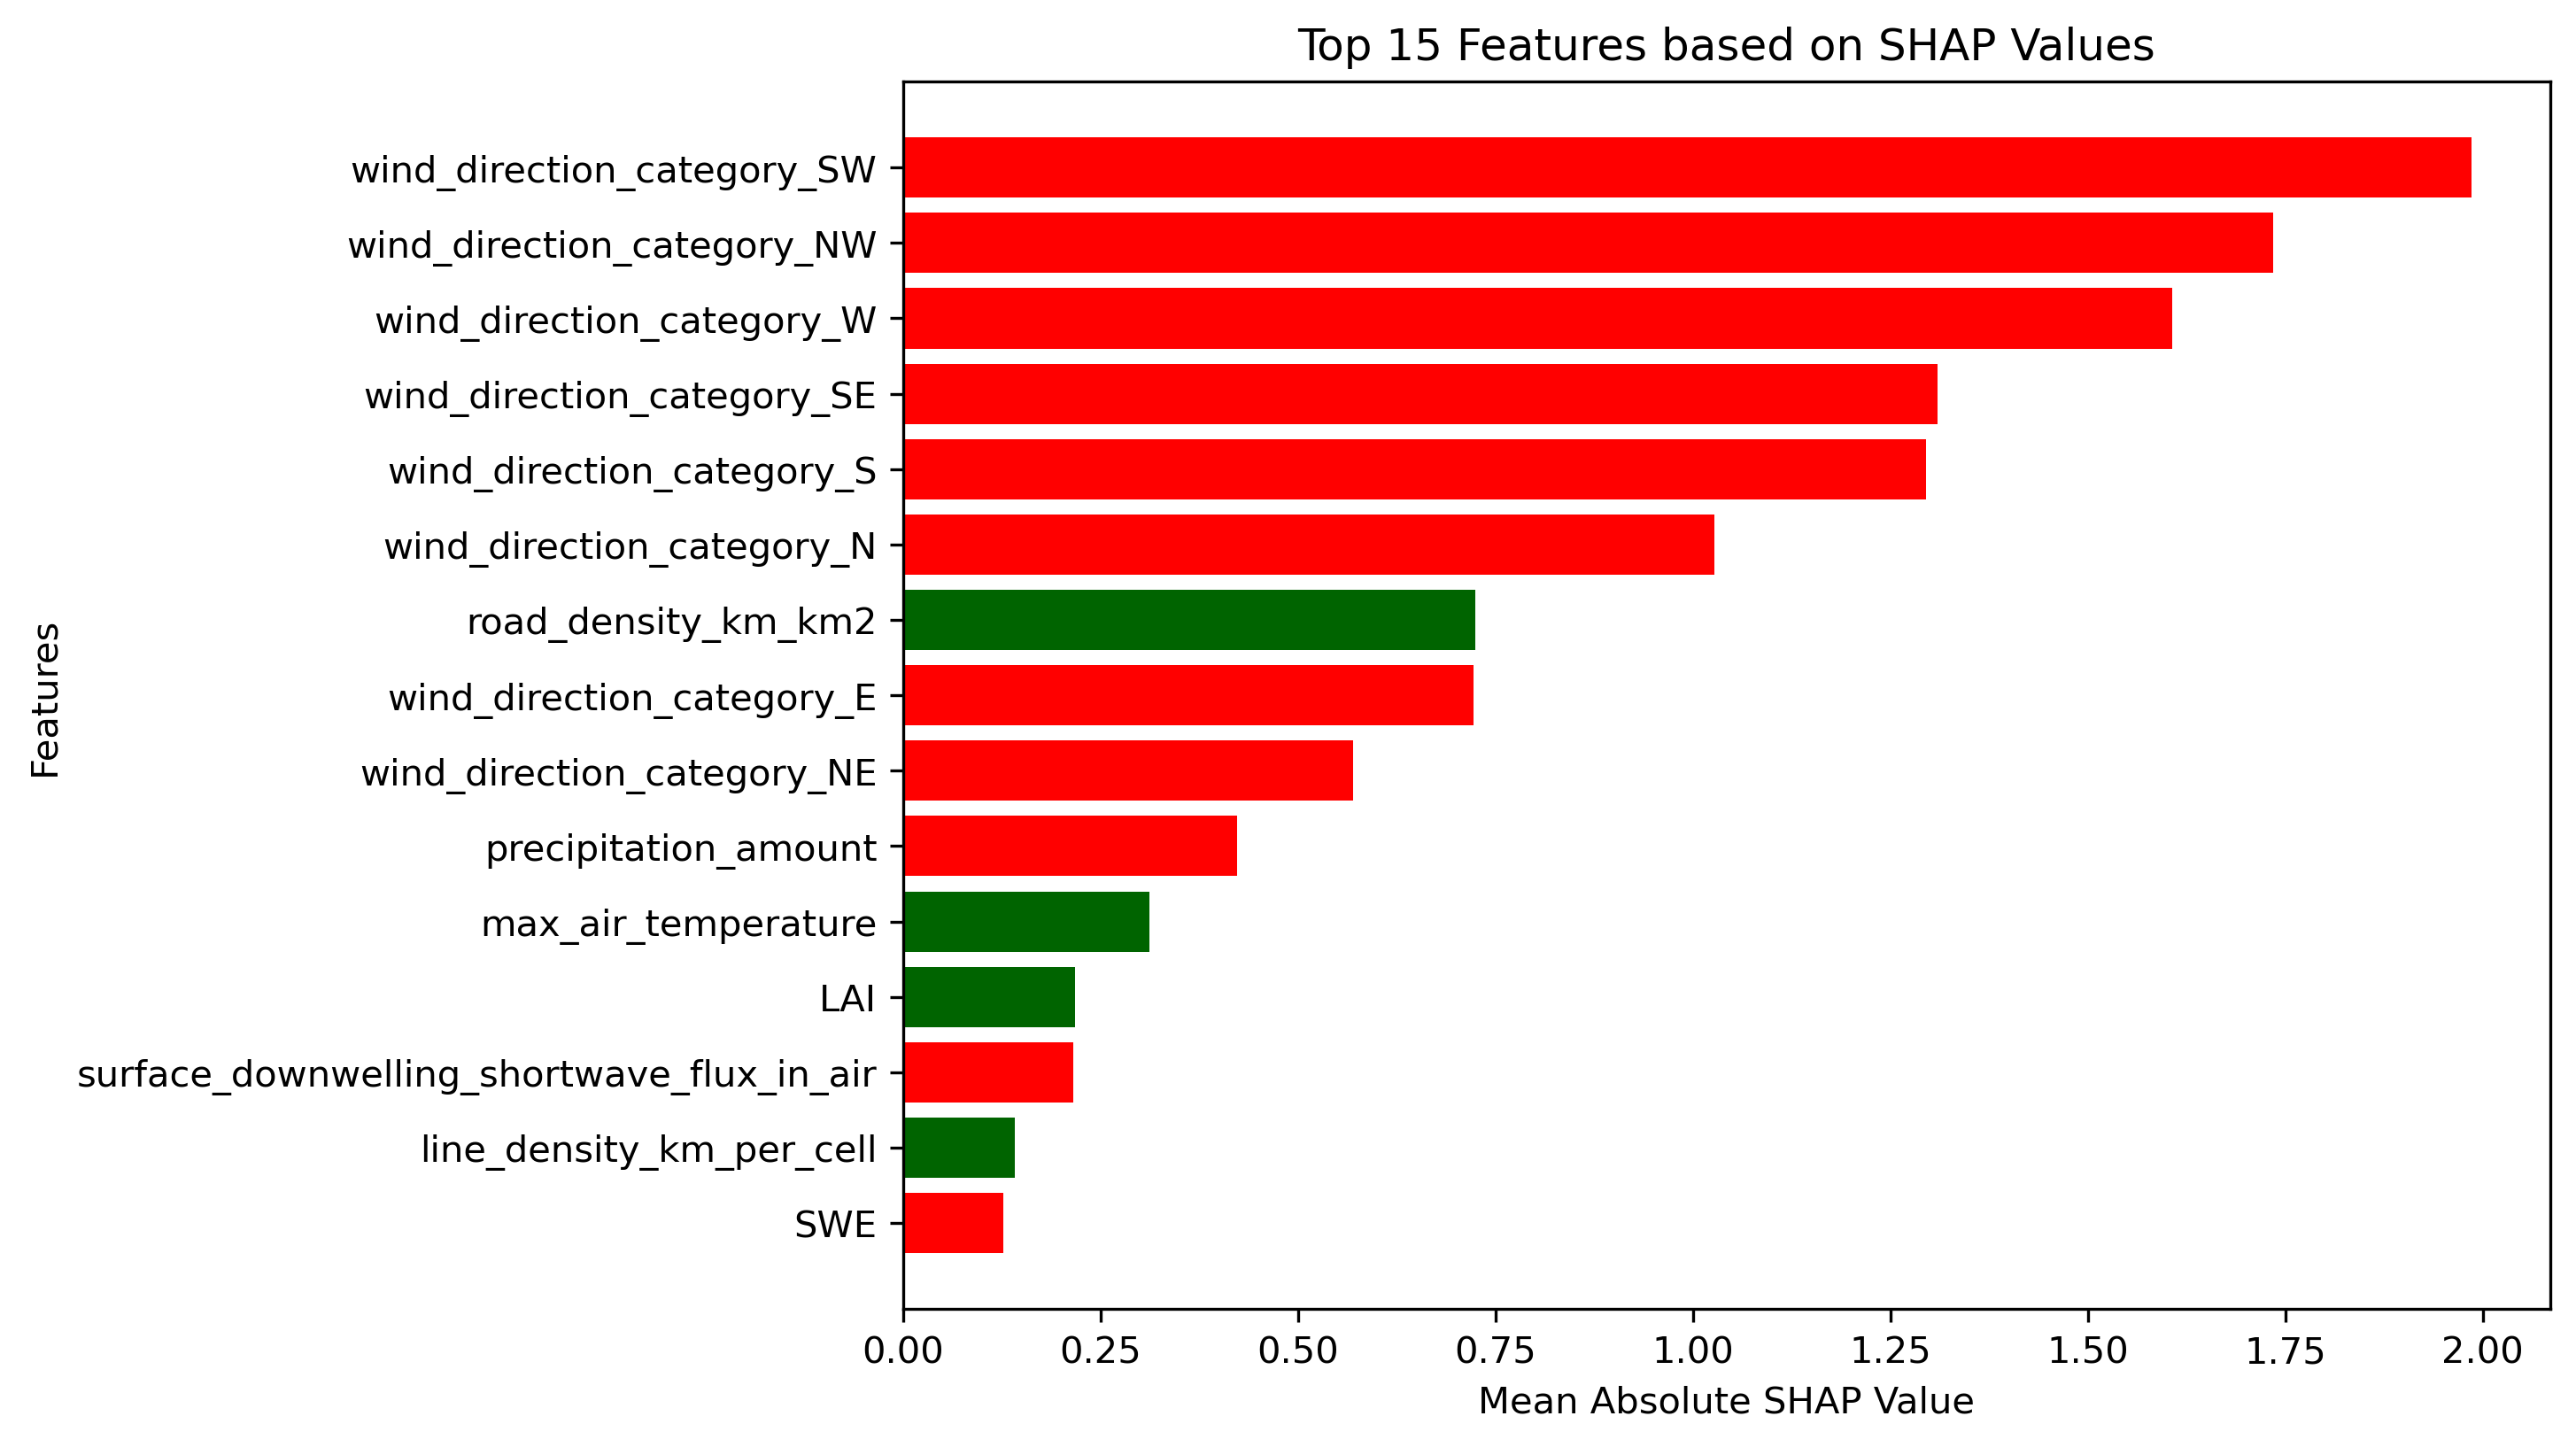 Top 15 Features based on SHAP Values
Features
wind_direction_category_SW
wind_direction_category_NW
wind_direction_category_W
wind_direction_category_SE
wind_direction_category_S
wind_direction_category_N
road_density_km_km2
wind_direction_category_E
wind_direction_category_NE
precipitation_amount
max_air_temperature
LAI
surface_downwelling_shortwave_flux_in_air
line_density_km_per_cell
SWE
0.00 0.25 0.50 0.75 1.00 1.25 1.50 1.75 2.00
Mean Absolute SHAP Value